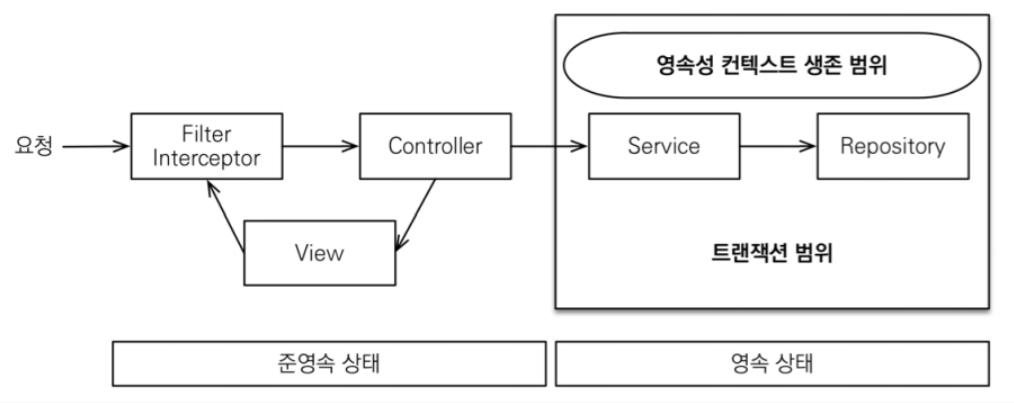 영속성 컨텍스트 생존 범위
요청
Filter
Interceptor
Controller
Service
Repository
View
트랜잭션 범위
준영속 상태
영속 상태